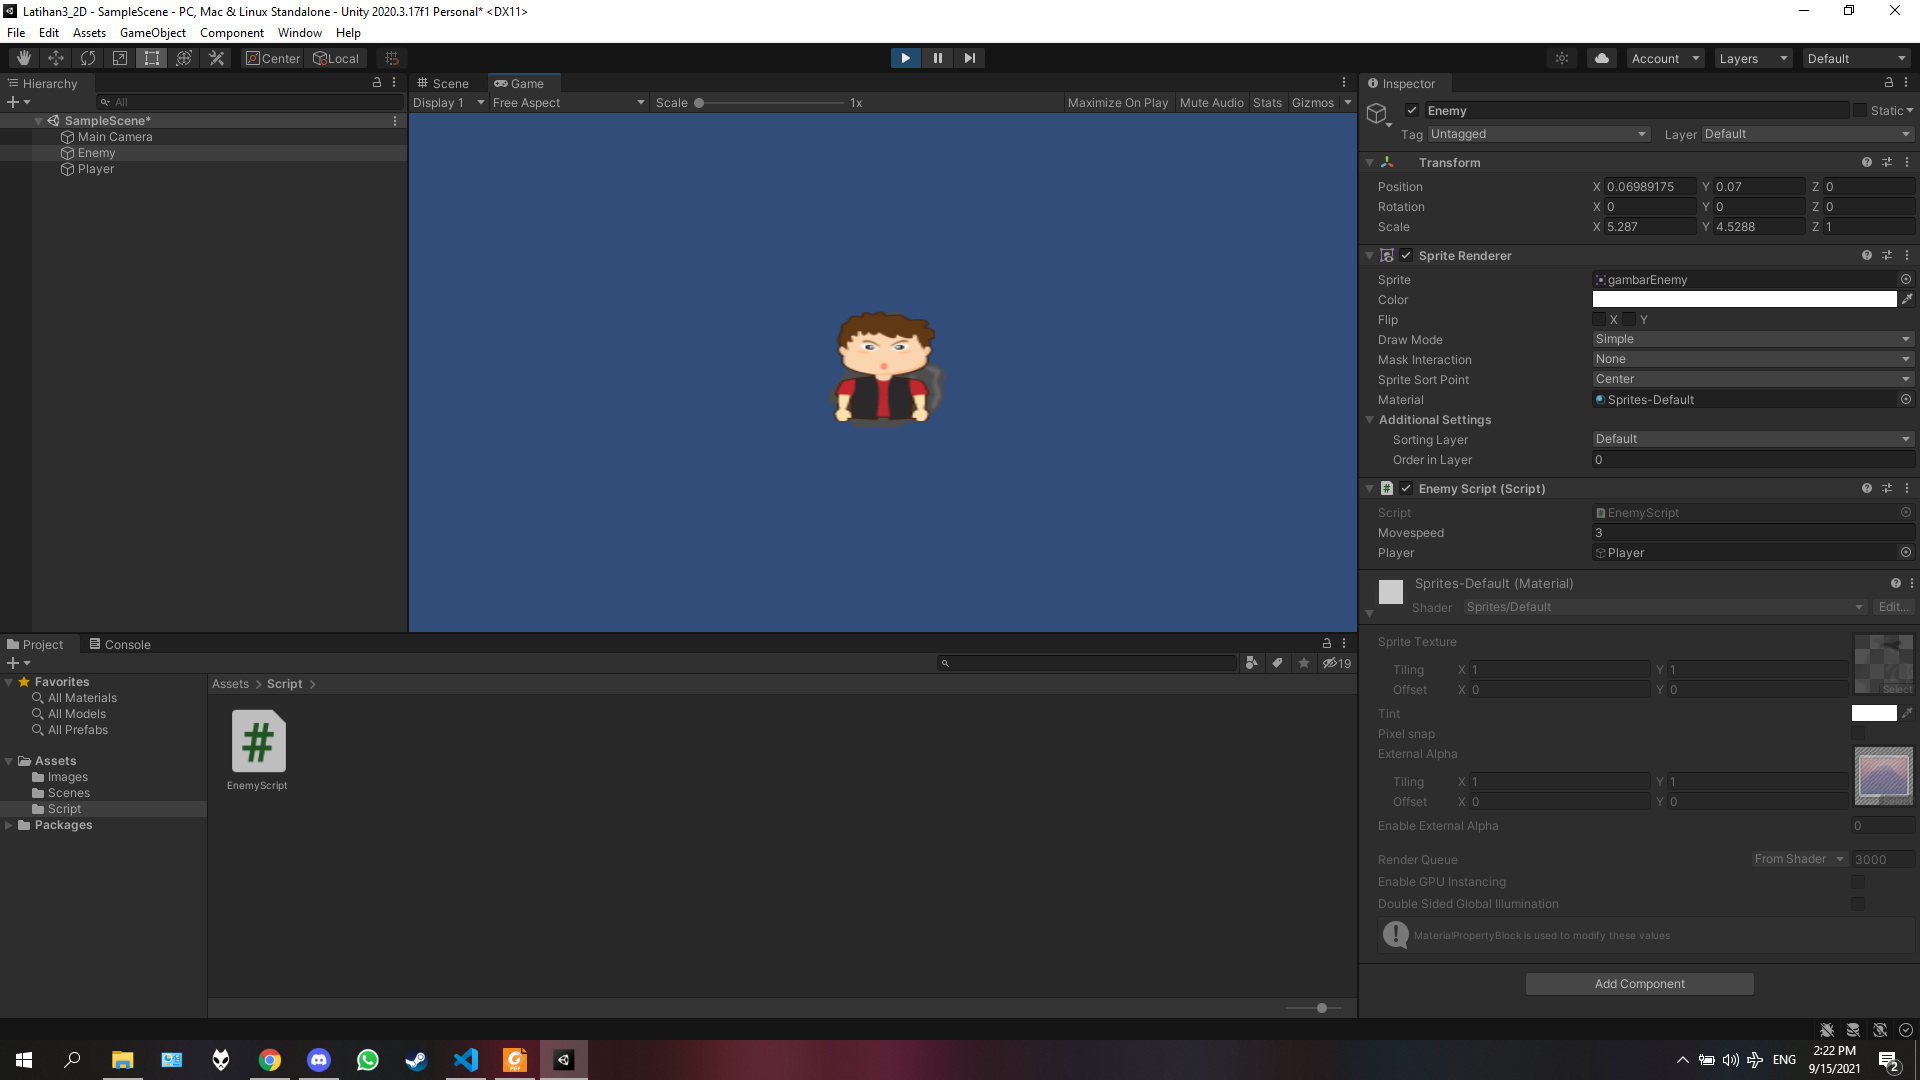 Latihan3_2D - SampleScene - PC, Mac & Linux Standalone - Unity 2020.3.17f1 Personal* <DX11>
File Edit Assets GameObject Component Window Help
Center Local
Account Layers Default
Hierarchy
All
SampleScene*
Main Camera
Enemy
Player
Scene Game
Display 1 Free Aspect Scale 1x Maximize On Play Mute Audio Stats Gizmos
Inspector
Enemy Static
Tag Untagged Layer Default
Transform
Position X 0.06989175 Y 0.07 Z 0
Rotation X 0 Y 0 Z 0
Scale X 5.287 Y 4.5288 Z 1
Sprite Renderer
Sprite gambarEnemy
Color
Flip X Y
Draw Mode Simple
Mask Interaction None
Sprite Sort Point Center
Material Sprites-Default
Additional Settings
Sorting Layer Default
Order in Layer 0
# Enemy Script (Script)
Script EnemyScript
Movespeed 3
Player Player
Sprites-Default (Material)
Shader Sprites/Default Edit...
Sprite Texture
Tiling X 1 Y 1
Offset X 0 Y 0
Select
Tint
Pixel snap
External Alpha
Tiling X 1 Y 1
Offset X 0 Y 0
Select
Enable External Alpha 0
Render Queue From Shader 3000
Enable GPU Instancing
Double Sided Global Illumination
MaterialPropertyBlock is used to modify these values
Add Component
Project Console
19
Favorites
All Materials
All Models
All Prefabs
Assets
Images
Scenes
Script
Packages
Assets > Script >
#
EnemyScript
ENG
2:22 PM
9/15/2021
2